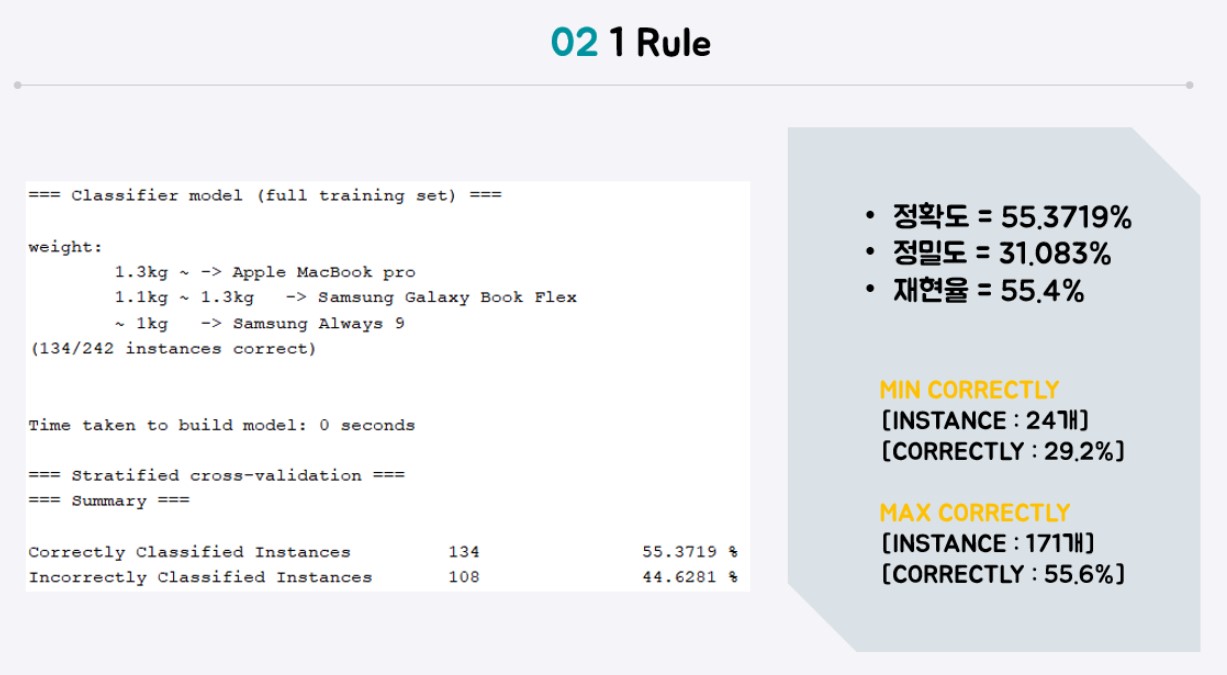 02 1 Rule
=== Classifier model (full training set) ===
weight:
1.3kg ~ -> Apple MacBook pro
1.1kg ~ 1.3kg -> Samsung Galaxy Book Flex
~ 1kg -> Samsung Always 9
(134/242 instances correct)
Time taken to build model: 0 seconds
=== Stratified cross-validation ===
=== Summary ===
Correctly Classified Instances 134 55.3719 %
Incorrectly Classified Instances 108 44.6281 %
• 정확도 = 55.3719%
• 정밀도 = 31.083%
• 재현율 = 55.4%
MIN CORRECTLY
[INSTANCE : 24개]
[CORRECTLY : 29.2%]
MAX CORRECTLY
[INSTANCE : 171개]
[CORRECTLY : 55.6%]